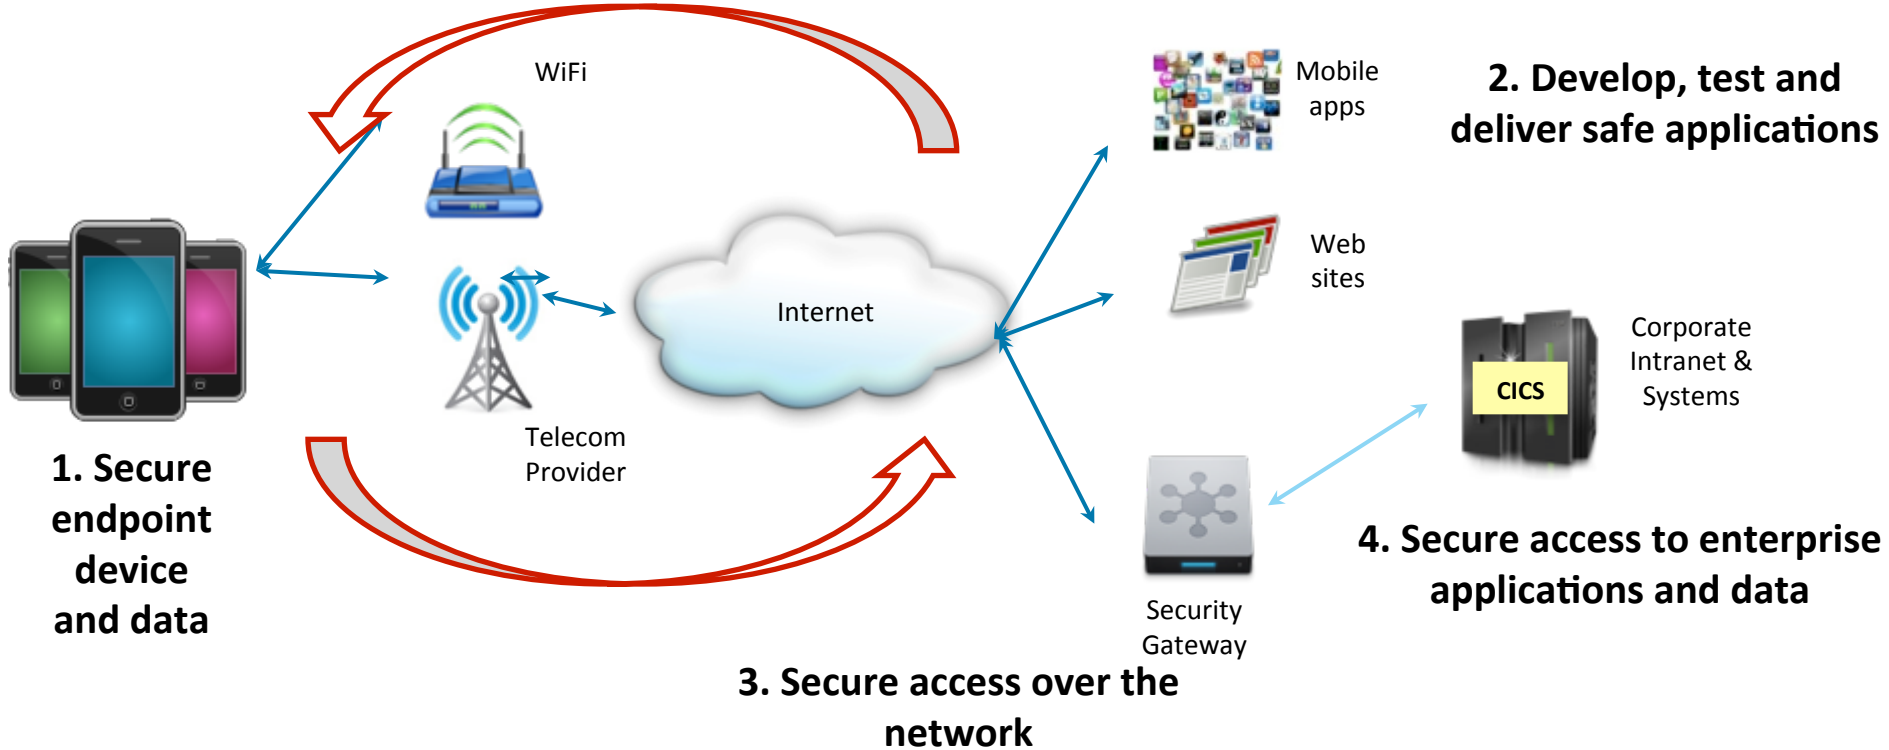 WiFi
Mobile
apps
2. Develop, test and
deliver safe applications
Web
sites
Internet
Corporate
Intranet &
Systems
CICS
Telecom
Provider
1. Secure
endpoint
device
and data
4. Secure access to enterprise
applications and data
Security
Gateway
3. Secure access over the
network